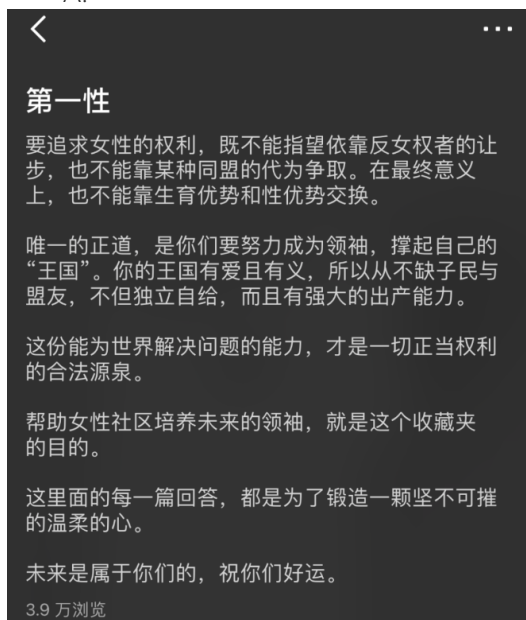 第一性
要追求女性的权利，既不能指望依靠反女权者的让
步，也不能靠某种同盟的代为争取。在最终意义
上，也不能靠生育优势和性优势交换。
唯一的正道，是你们要努力成为领袖，撑起自己的
“王国”。你的王国有爱且有义，所以从不缺子民与
盟友，不但独立自给，而且有强大的出产能力。
这份能为世界解决问题的能力，才是一切正当权利
的合法源泉。
帮助女性社区培养未来的领袖，就是这个收藏夹
的目的。
这里面的每一篇回答，都是为了锻造一颗坚不可摧
的温柔的心。
未来是属于你们的，祝你们好运。
3.9 万浏览